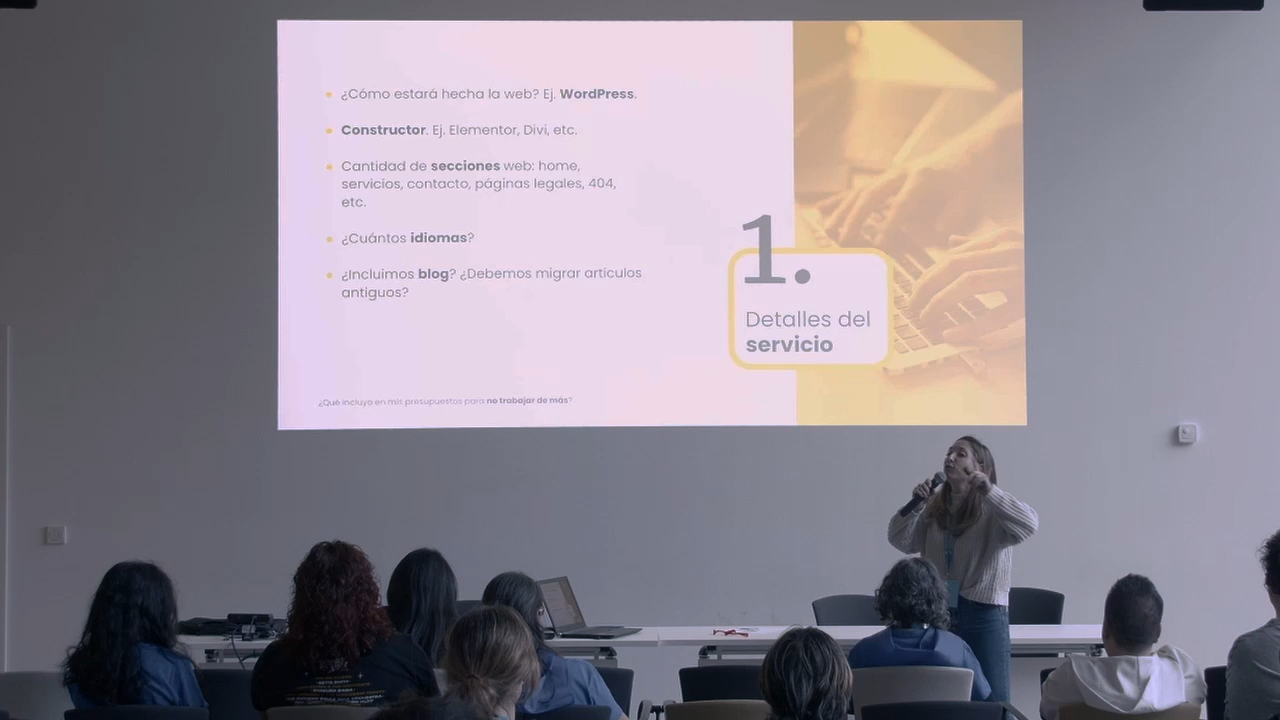 ¿Cómo estará hecha la web? Ej. WordPress.
Constructor. Ej. Elementor, Divi, etc.
Cantidad de secciones web: home,
servicios, contacto, páginas legales, 404,
etc.
¿Cuántos idiomas?
¿Incluimos blog? ¿Debemos migrar artículos
antiguos?
1.
Detalles del
servicio
¿Qué incluyo en mis presupuestos para no trabajar de más?